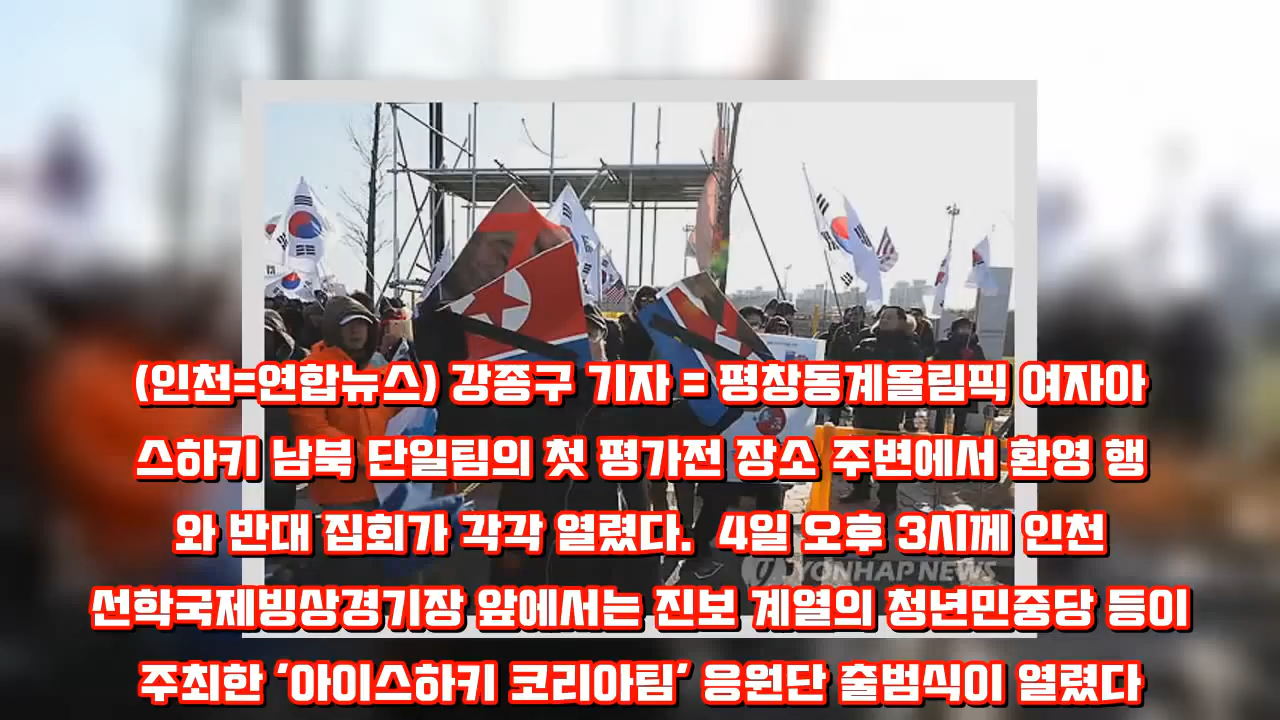 (인천=연합뉴스) 강종구 기자 = 평창동계올림픽 여자아
스하키 남북 단일팀의 첫 평가전 장소 주변에서 환영 행
와 반대 집회가 각각 열렸다. 4일 오후 3시께 인천
선학국제빙상경기장 앞에서는 진보 계열의 청년민중당 등이
주최한 ‘아이스하키 코리아팀’ 응원단 출범식이 열렸다
YONHAP NEWS